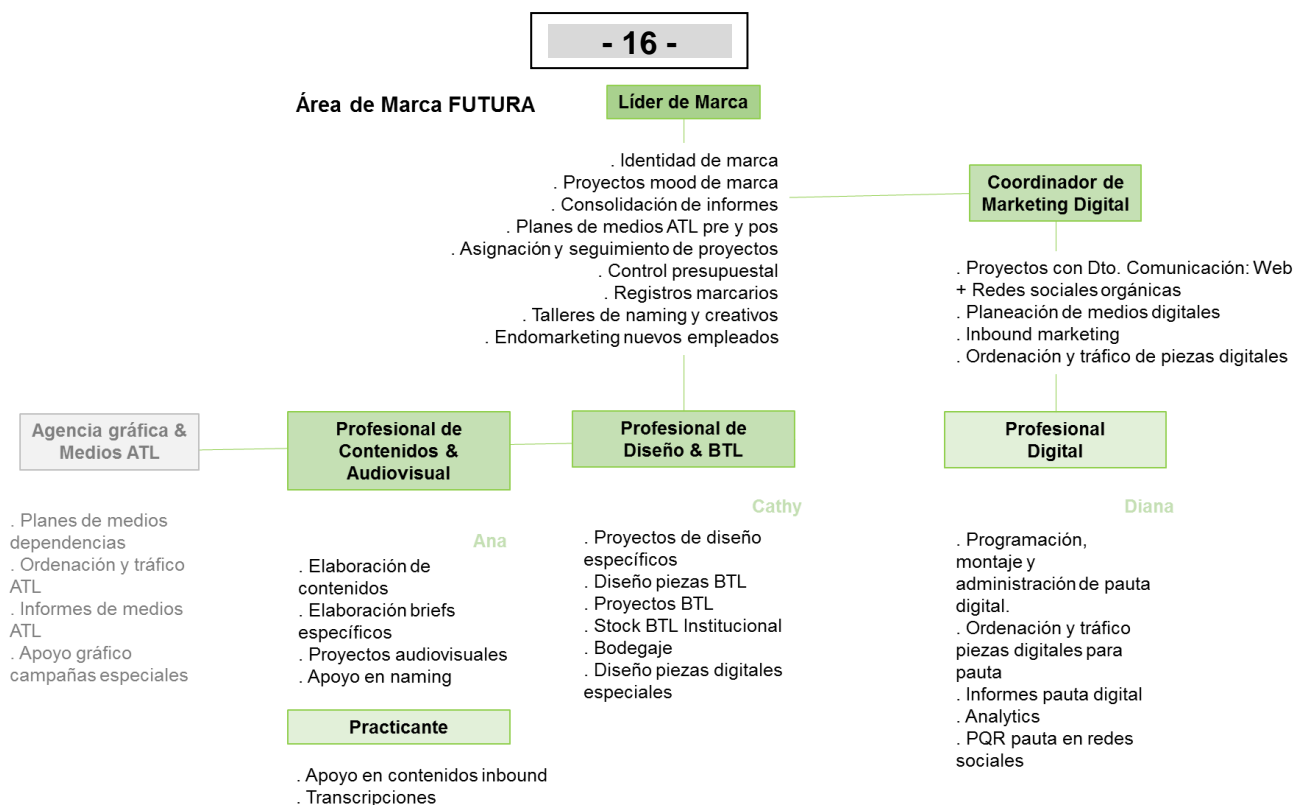 - 16 -
Área de Marca FUTURA
Líder de Marca
. Identidad de marca
. Proyectos mood de marca
. Consolidación de informes
. Planes de medios ATL pre y pos
. Asignación y seguimiento de proyectos
. Control presupuestal
. Registros marcarios
. Talleres de naming y creativos
. Endomarketing nuevos empleados
Coordinador de
Marketing Digital
. Proyectos con Dto. Comunicación: Web
+ Redes sociales orgánicas
. Planeación de medios digitales
. Inbound marketing
. Ordenación y tráfico de piezas digitales
Agencia gráfica &
Medios ATL
. Planes de medios
dependencias
. Ordenación y tráfico
ATL
. Informes de medios
ATL
. Apoyo gráfico
campañas especiales
Profesional de
Contenidos &
Audiovisual
Ana
. Elaboración de
contenidos
. Elaboración briefs
específicos
. Proyectos audiovisuales
. Apoyo en naming
Practicante
. Apoyo en contenidos inbound
. Transcripciones
Profesional de
Diseño & BTL
Cathy
. Proyectos de diseño
específicos
. Diseño piezas BTL
. Proyectos BTL
. Stock BTL Institucional
. Bodegaje
. Diseño piezas digitales
especiales
Profesional
Digital
Diana
. Programación,
montaje y
administración de pauta
digital.
. Ordenación y tráfico
piezas digitales para
pauta
. Informes pauta digital
. Analytics
. PQR pauta en redes
sociales